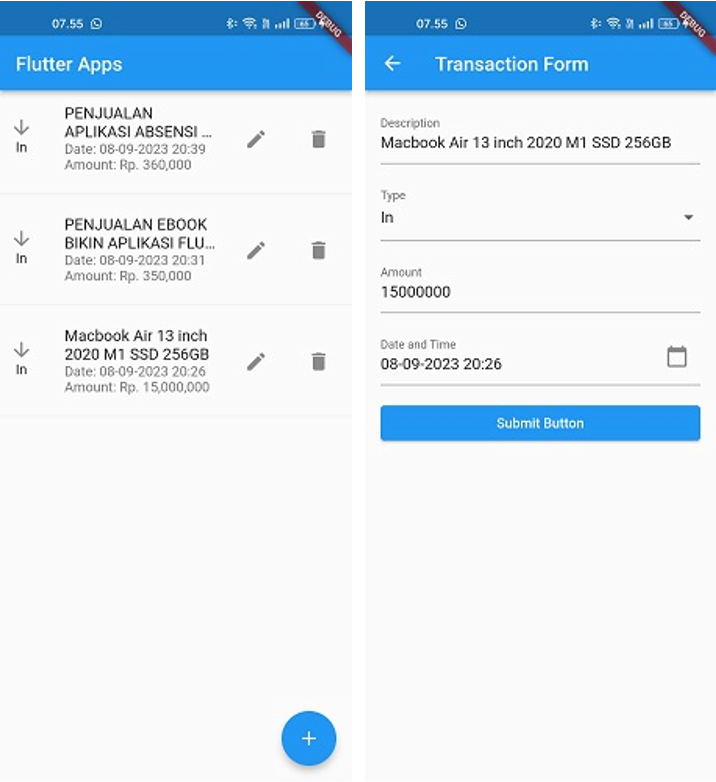 07.55
DEBUG
Flutter Apps
PENJUALAN
APLIKASI ABSENSI ...
Date: 08-09-2023 20:39
Amount: Rp. 360,000
In
PENJUALAN EBOOK
BIKIN APLIKASI FLU...
Date: 08-09-2023 20:31
Amount: Rp. 350,000
In
Macbook Air 13 inch
2020 M1 SSD 256GB
Date: 08-09-2023 20:26
Amount: Rp. 15,000,000
In
07.55
DEBUG
Transaction Form
Description
Macbook Air 13 inch 2020 M1 SSD 256GB
Type
In
Amount
15000000
Date and Time
08-09-2023 20:26
Submit Button